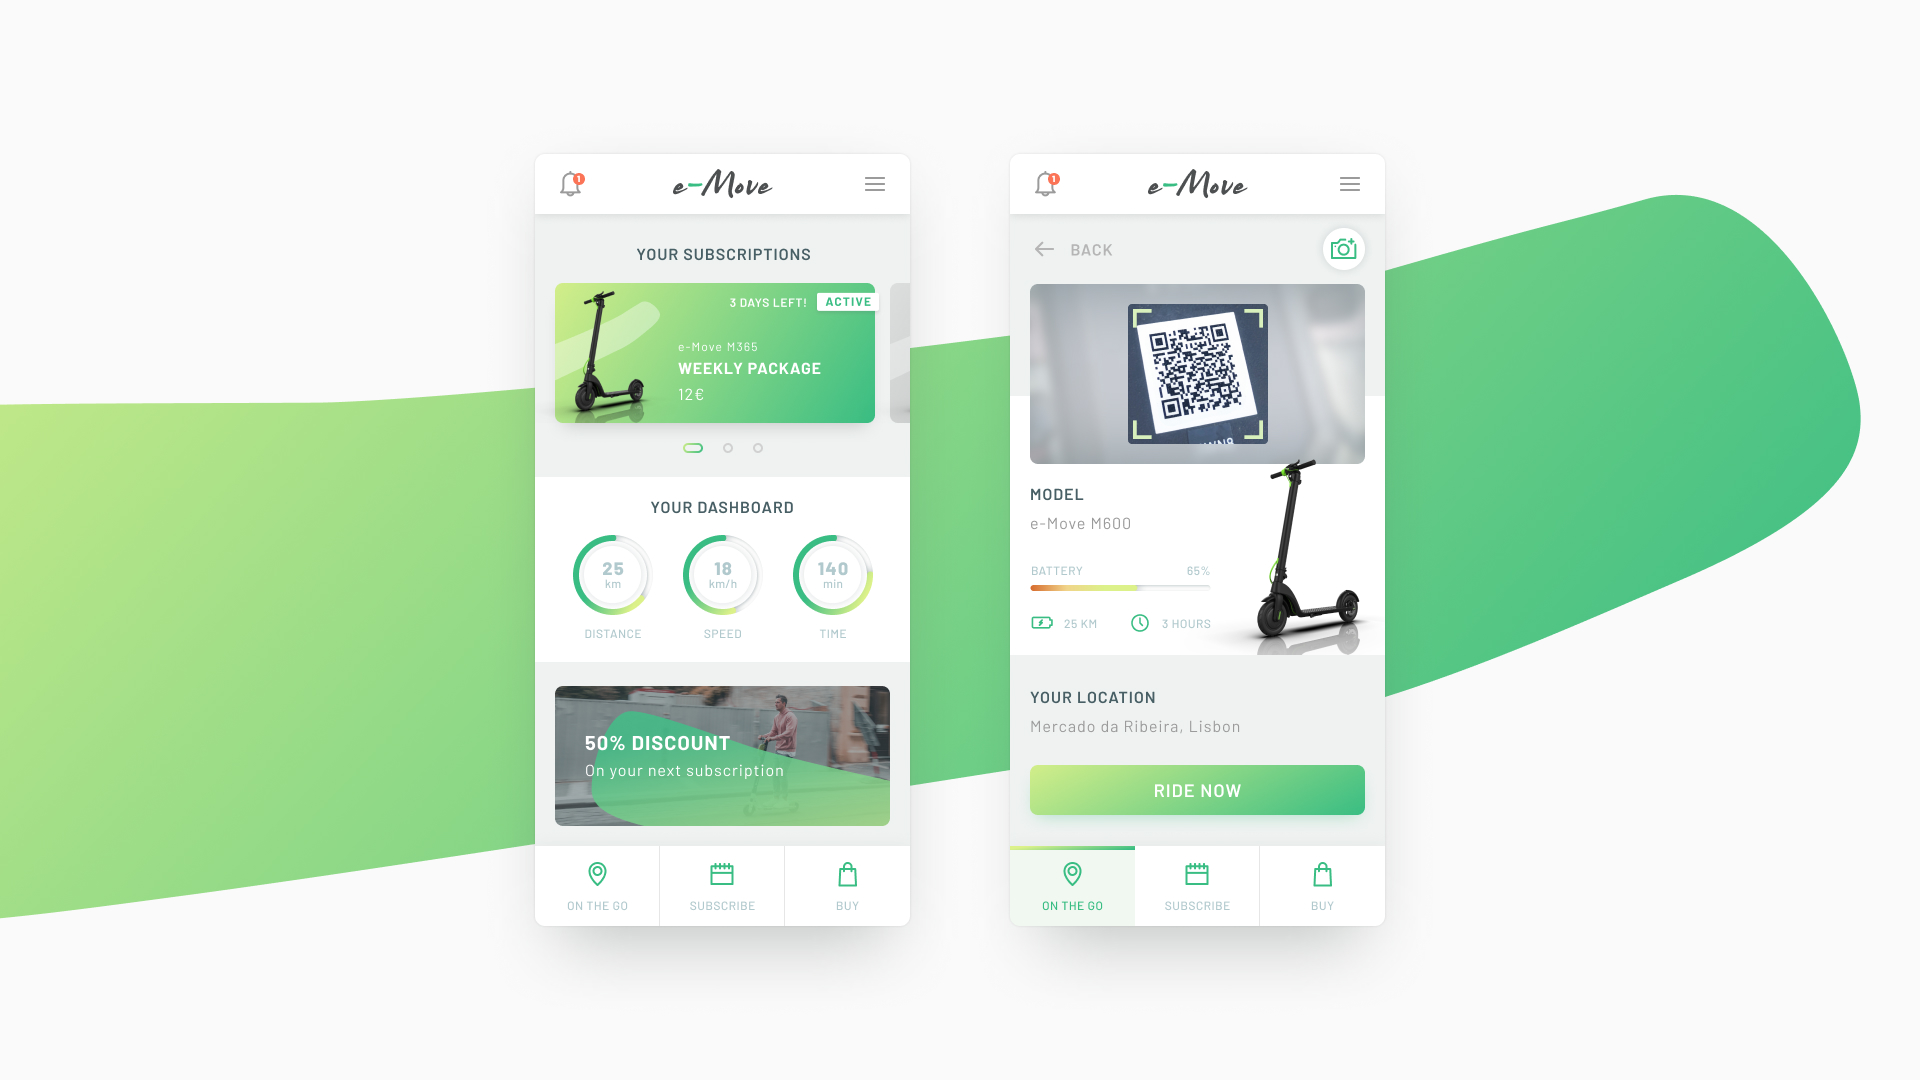 1
e-Move
YOUR SUBSCRIPTIONS
3 DAYS LEFT!
ACTIVE
e-Move M365
WEEKLY PACKAGE
12€
YOUR DASHBOARD
25
km
DISTANCE
18
km/h
SPEED
140
min
TIME
50% DISCOUNT
On your next subscription
ON THE GO
SUBSCRIBE
BUY
1
e-Move
BACK
MODEL
e-Move M600
BATTERY
65%
25 KM
3 HOURS
YOUR LOCATION
Mercado da Ribeira, Lisbon
RIDE NOW
ON THE GO
SUBSCRIBE
BUY